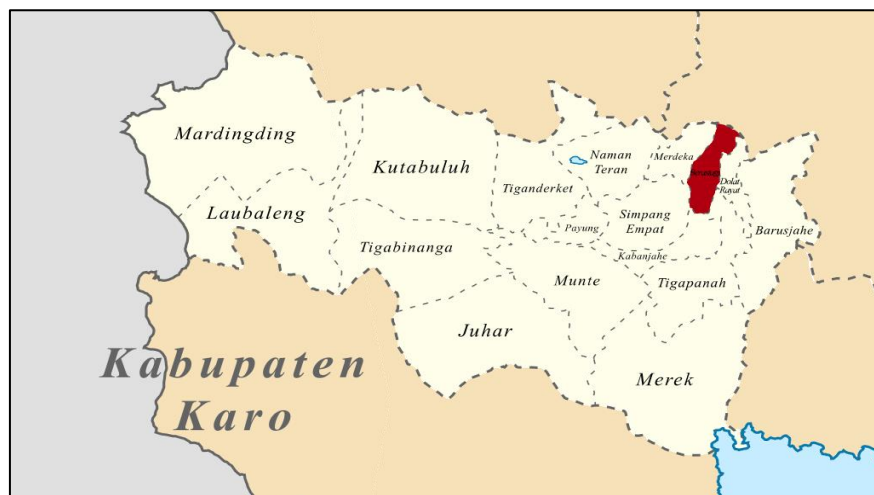 Mardingding
Kutabuluh
Naman
Teran
Merdeka
Tiganderket
Dolat
Rayat
Laubaleng
Simpang
Empat
Payung
Barusjahe
Tigabinanga
Kabanjahe
Munte
Tigapanah
Juhar
Kabupaten
Karo
Merek